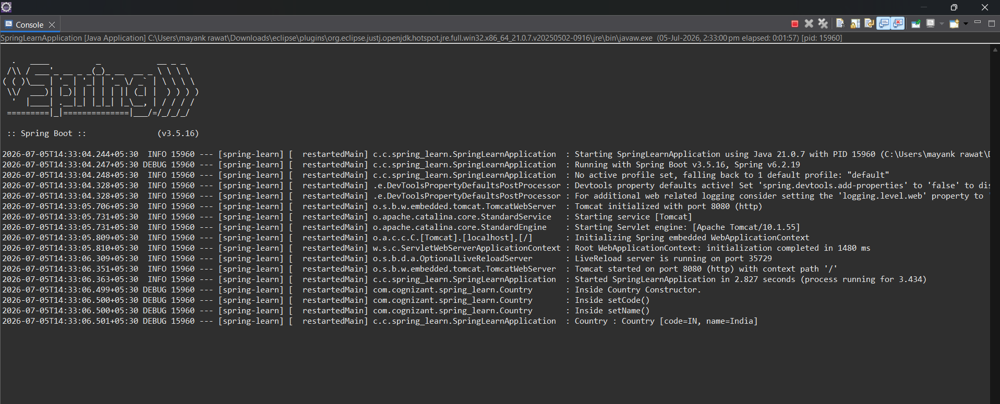 Console
SpringLearnApplication [Java Application] C:\Users\mayank rawat\Downloads\eclipse\plugins\org.eclipse.justj.openjdk.hotspot.jre.full.win32.x86_64_21.0.7.v20250502-0916\jre\bin\javaw.exe (05-Jul-2026, 2:33:00 pm elapsed: 0:01:57) [pid: 15960]
Spring
:: Spring Boot ::                (v3.5.16)
2026-07-05T14:33:04.244+05:30  INFO 15960 --- [spring-learn] [  restartedMain] c.c.spring_learn.SpringLearnApplication  : Starting SpringLearnApplication using Java 21.0.7 with PID 15960 (C:\Users\mayank rawat\D
2026-07-05T14:33:04.247+05:30 DEBUG 15960 --- [spring-learn] [  restartedMain] c.c.spring_learn.SpringLearnApplication  : Running with Spring Boot v3.5.16, Spring v6.2.19
2026-07-05T14:33:04.248+05:30  INFO 15960 --- [spring-learn] [  restartedMain] c.c.spring_learn.SpringLearnApplication  : No active profile set, falling back to 1 default profile: "default"
2026-07-05T14:33:04.328+05:30  INFO 15960 --- [spring-learn] [  restartedMain] .e.DevToolsPropertyDefaultsPostProcessor : Devtools property defaults active! Set 'spring.devtools.add-properties' to 'false' to dis
2026-07-05T14:33:04.328+05:30  INFO 15960 --- [spring-learn] [  restartedMain] .e.DevToolsPropertyDefaultsPostProcessor : For additional web related logging consider setting the 'logging.level.web' property to '
2026-07-05T14:33:05.706+05:30  INFO 15960 --- [spring-learn] [  restartedMain] o.s.b.w.embedded.tomcat.TomcatWebServer  : Tomcat initialized with port 8080 (http)
2026-07-05T14:33:05.731+05:30  INFO 15960 --- [spring-learn] [  restartedMain] o.apache.catalina.core.StandardService   : Starting service [Tomcat]
2026-07-05T14:33:05.731+05:30  INFO 15960 --- [spring-learn] [  restartedMain] o.apache.catalina.core.StandardEngine    : Starting Servlet engine: [Apache Tomcat/10.1.55]
2026-07-05T14:33:05.809+05:30  INFO 15960 --- [spring-learn] [  restartedMain] o.a.c.c.C.[Tomcat].[localhost].[/]       : Initializing Spring embedded WebApplicationContext
2026-07-05T14:33:05.810+05:30  INFO 15960 --- [spring-learn] [  restartedMain] w.s.c.ServletWebServerApplicationContext : Root WebApplicationContext: initialization completed in 1480 ms
2026-07-05T14:33:06.309+05:30  INFO 15960 --- [spring-learn] [  restartedMain] o.s.b.d.a.OptionalLiveReloadServer       : LiveReload server is running on port 35729
2026-07-05T14:33:06.351+05:30  INFO 15960 --- [spring-learn] [  restartedMain] o.s.b.w.embedded.tomcat.TomcatWebServer  : Tomcat started on port 8080 (http) with context path '/'
2026-07-05T14:33:06.363+05:30  INFO 15960 --- [spring-learn] [  restartedMain] c.c.spring_learn.SpringLearnApplication  : Started SpringLearnApplication in 2.827 seconds (process running for 3.434)
2026-07-05T14:33:06.499+05:30 DEBUG 15960 --- [spring-learn] [  restartedMain] com.cognizant.spring_learn.Country       : Inside Country Constructor.
2026-07-05T14:33:06.500+05:30 DEBUG 15960 --- [spring-learn] [  restartedMain] com.cognizant.spring_learn.Country       : Inside setCode()
2026-07-05T14:33:06.500+05:30 DEBUG 15960 --- [spring-learn] [  restartedMain] com.cognizant.spring_learn.Country       : Inside setName()
2026-07-05T14:33:06.501+05:30 DEBUG 15960 --- [spring-learn] [  restartedMain] c.c.spring_learn.SpringLearnApplication  : Country : Country [code=IN, name=India]